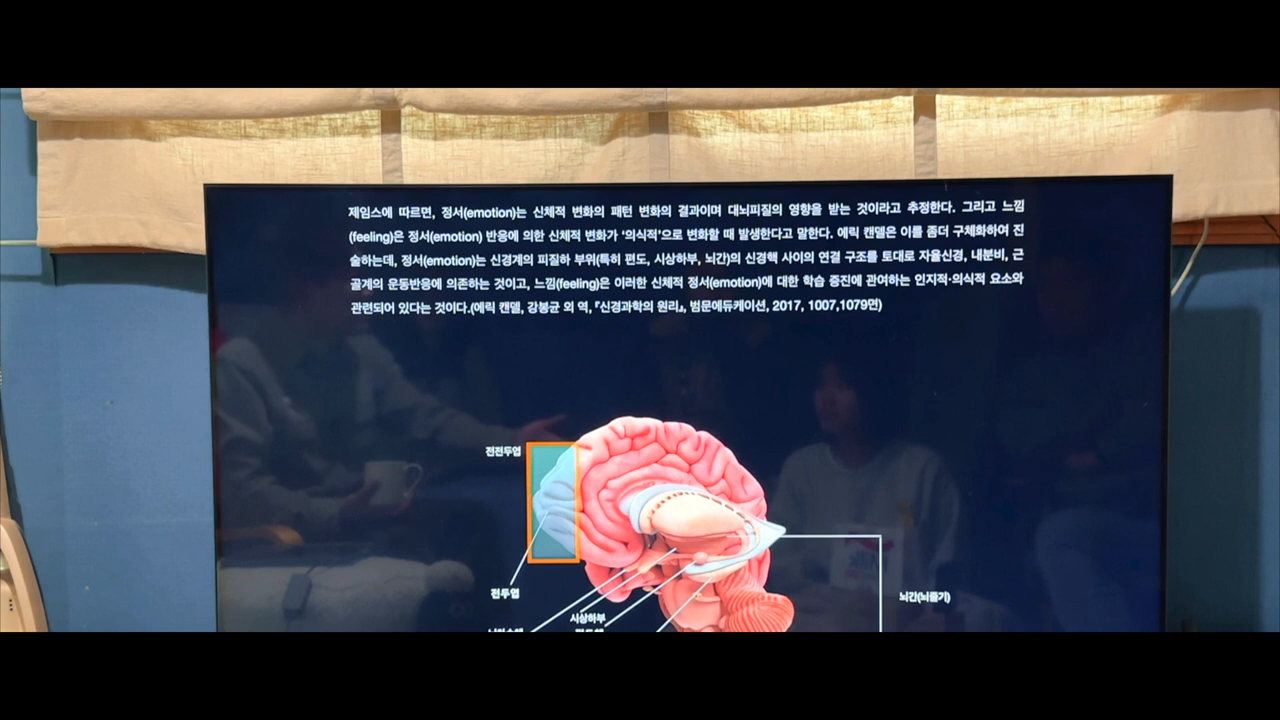 제임스에 따르면, 정서(emotion)는 신체적 변화의 패턴 변화의 결과이며 대뇌피질의 영향을 받는 것이라고 추정한다. 그리고 느낌
(feeling)은 정서(emotion) 반응에 의한 신체적 변화가 '의식적'으로 변화할 때 발생한다고 말한다. 에릭 캔델은 이를 좀더 구체화하여 진
술하는데, 정서(emotion)는 신경계의 피질하 부위(특히 편도, 시상하부, 뇌간)의 신경핵 사이의 연결 구조를 토대로 자율신경, 내분비, 근
골계의 운동반응에 의존하는 것이고, 느낌(feeling)은 이러한 신체적 정서(emotion)에 대한 학습 증진에 관여하는 인지적·의식적 요소와
관련되어 있다는 것이다.(에릭 캔델, 강봉균 외 역, 『신경과학의 원리』, 범문에듀케이션, 2017, 1007,1079면)
전전두엽
전두엽
뇌간(뇌줄기)
시상하부